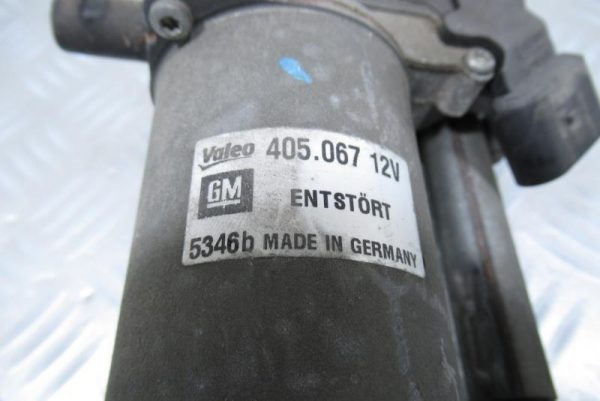 Valeo 405.067 12V
GM ENTSTÖRT
5346b MADE IN GERMANY